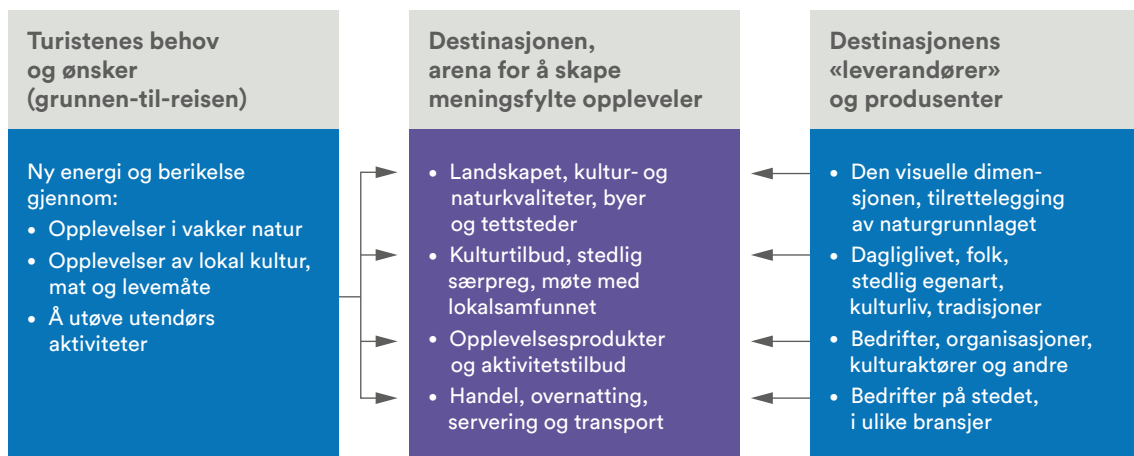 Turistenes behov
og ønsker
(grunnen-til-reisen)
Ny energi og berikelse
gjennom:
• Opplevelser i vakker natur
• Opplevelser av lokal kultur,
mat og levemåte
• Å utøve utendørs
aktiviteter
Destinasjonen,
arena for å skape
meningsfylte oppleveler
• Landskapet, kultur- og
naturkvaliteter, byer
og tettsteder
• Kulturtilbud, stedlig
særpreg, møte med
lokalsamfunnet
• Opplevelsesprodukter
og aktivitetstilbud
• Handel, overnatting,
servering og transport
Destinasjonens
«leverandører»
og produsenter
• Den visuelle dimen-
sjonen, tilrettelegging
av naturgrunnlaget
• Dagliglivet, folk,
stedlig egenart,
kulturliv, tradisjoner
• Bedrifter, organisasjoner,
kulturaktører og andre
• Bedrifter på stedet,
i ulike bransjer